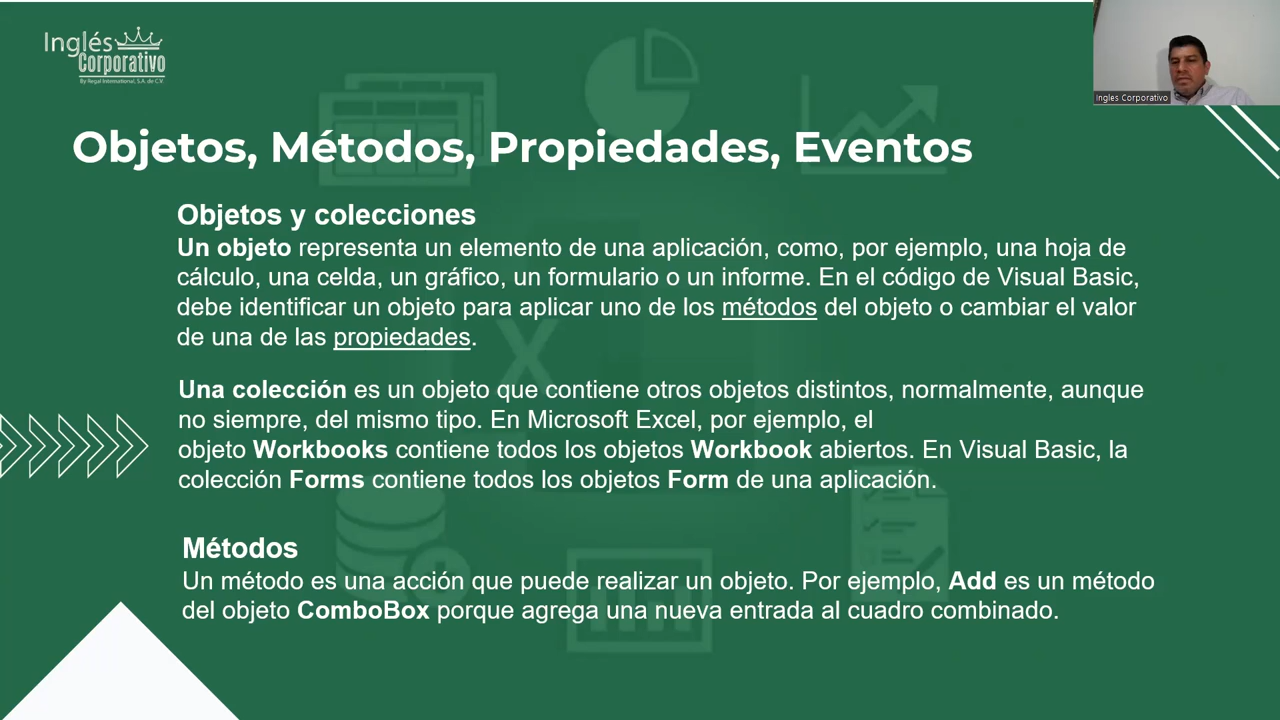 Inglés
Corporativo
By Regal International, S.A. de C.V.
Ingles Corporativo
Objetos, Métodos, Propiedades, Eventos
Objetos y colecciones
Un objeto representa un elemento de una aplicación, como, por ejemplo, una hoja de
cálculo, una celda, un gráfico, un formulario o un informe. En el código de Visual Basic,
debe identificar un objeto para aplicar uno de los métodos del objeto o cambiar el valor
de una de las propiedades.
Una colección es un objeto que contiene otros objetos distintos, normalmente, aunque
no siempre, del mismo tipo. En Microsoft Excel, por ejemplo, el
objeto Workbooks contiene todos los objetos Workbook abiertos. En Visual Basic, la
colección Forms contiene todos los objetos Form de una aplicación.
Métodos
Un método es una acción que puede realizar un objeto. Por ejemplo, Add es un método
del objeto ComboBox porque agrega una nueva entrada al cuadro combinado.